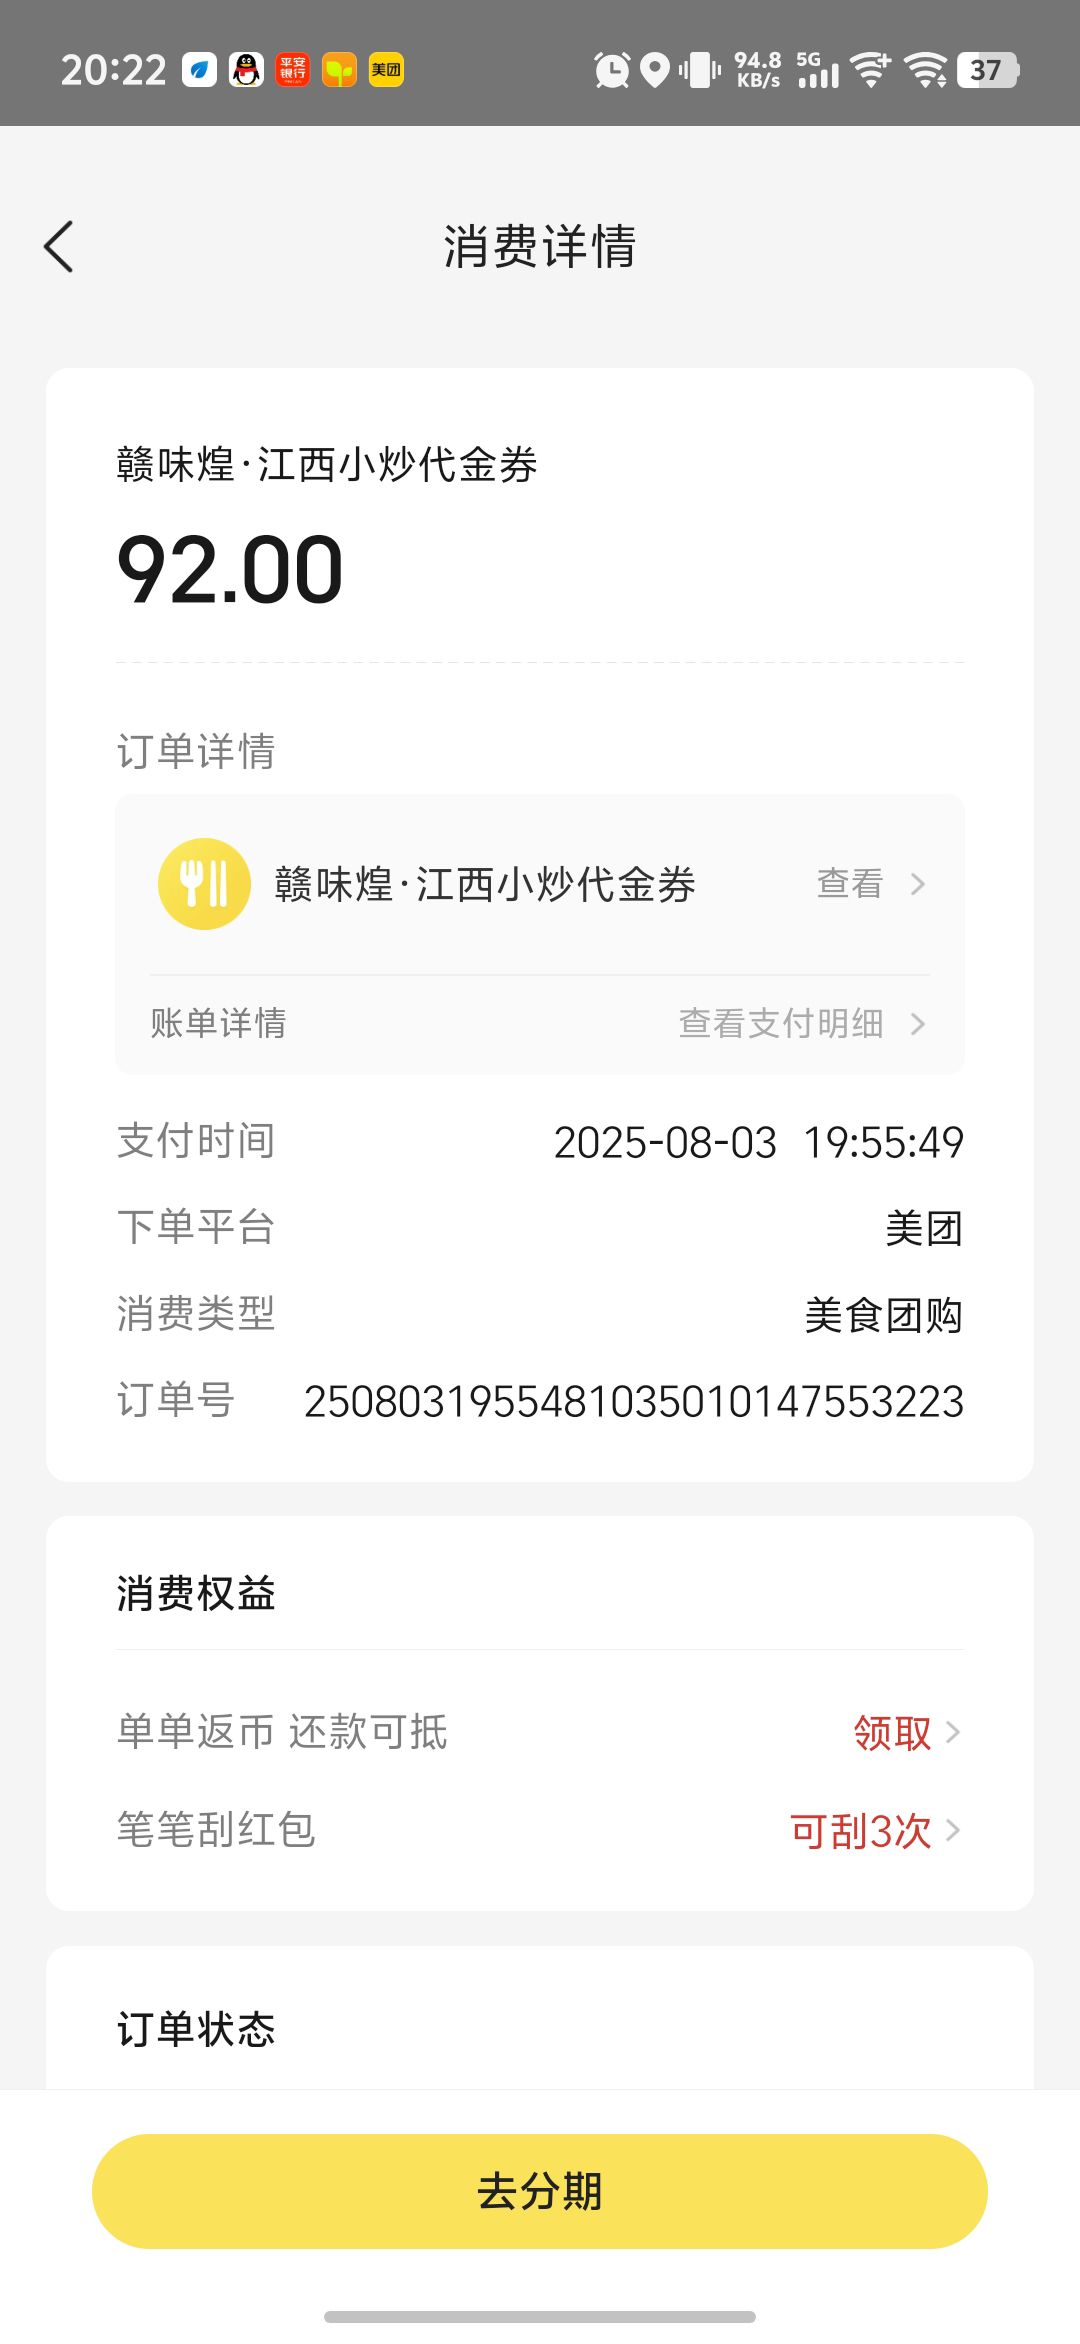 20:22 平安银行 美团 94.8 KB/s 5G 37
消费详情
赣味煌·江西小炒代金券
92.00
订单详情
赣味煌·江西小炒代金券 查看
账单详情 查看支付明细
支付时间 2025-08-03 19:55:49
下单平台 美团
消费类型 美食团购
订单号 2508031955481035010147553223
消费权益
单单返币 还款可抵 领取
笔笔刮红包 可刮3次
订单状态
去分期